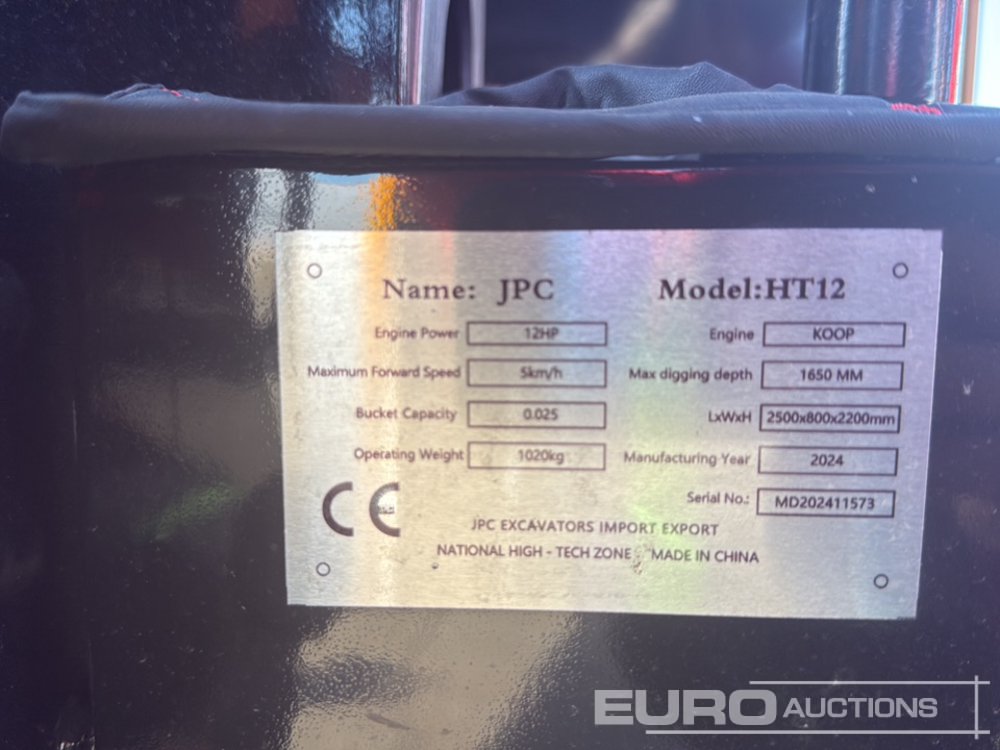 Name: JPC Model:HT12
Engine Power 12HP Engine KOOP
Maximum Forward Speed 5km/h Max digging depth 1650 MM
Bucket Capacity 0.025 LxWxH 2500x800x2200mm
Operating Weight 1020kg Manufacturing Year 2024
Serial No.: MD202411573
CE
JPC EXCAVATORS IMPORT EXPORT
NATIONAL HIGH - TECH ZONE MADE IN CHINA
EURO AUCTIONS